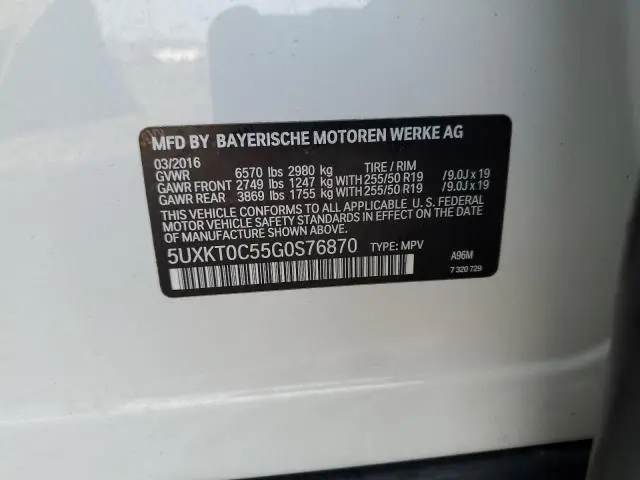 MFD BY BAYERISCHE MOTOREN WERKE AG
03/2016
GVWR 6570 lbs 2980 kg TIRE / RIM
GAWR FRONT 2749 lbs 1247 kg WITH 255/50 R19 /9.0J x 19
GAWR REAR 3869 lbs 1755 kg WITH 255/50 R19 /9.0J x 19
THIS VEHICLE CONFORMS TO ALL APPLICABLE U.S. FEDERAL
MOTOR VEHICLE SAFETY STANDARDS IN EFFECT ON THE DATE
OF MANUFACTURE SHOWN ABOVE.
5UXKT0C55G0S76870 TYPE: MPV
A96M
7 320 729